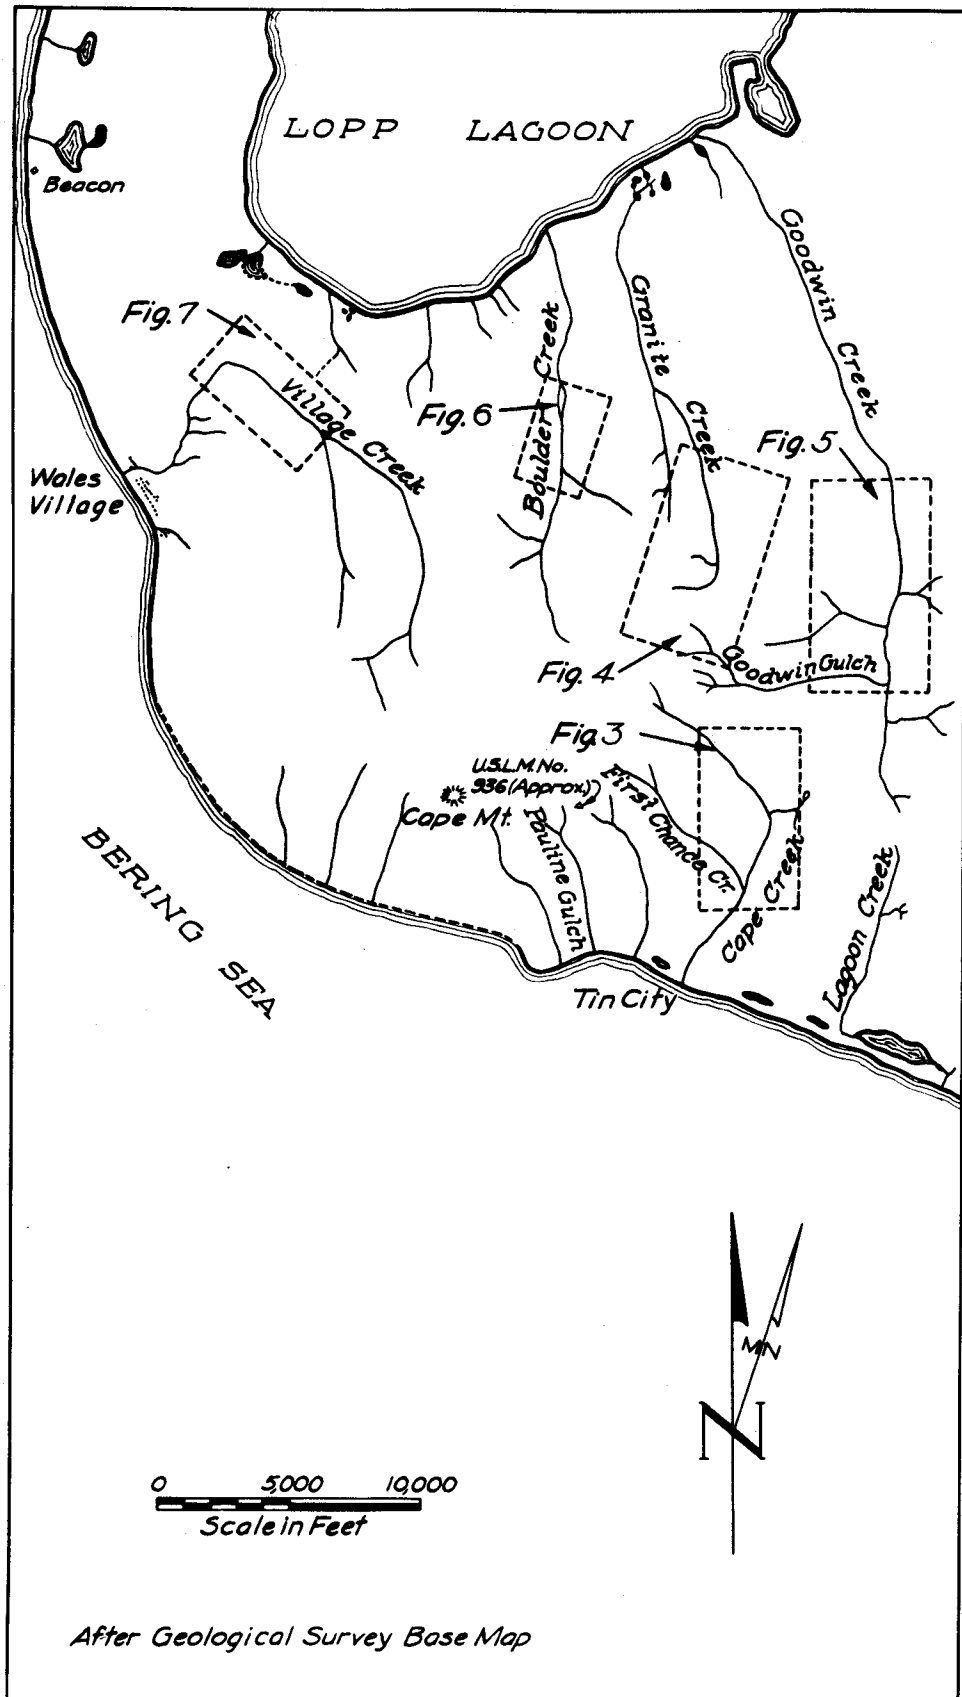 LOPP LAGOON
Beacon
Goodwin Creek
Fig. 7
Granite Creek
Village Creek
Boulder Creek
Fig. 6
Fig. 5
Wales
Village
Fig. 4
Goodwin Gulch
Fig. 3
U.S.L.M. No.
936 (Approx.)
Cape Mt.
First Chance Cr.
Pauline Gulch
Cape Creek
Lagoon Creek
BERING SEA
Tin City
MN
N
0 5,000 10,000
Scale in Feet
After Geological Survey Base Map